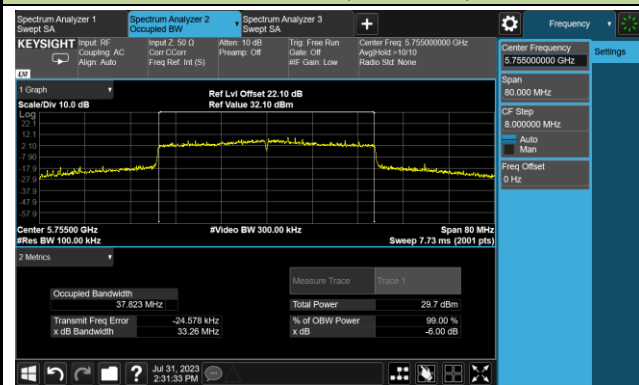 Spectrum Analyzer 1
Swept SA
Spectrum Analyzer 2
Occupied BW
Spectrum Analyzer 3
Swept SA
+
Frequency
KEYSIGHT
Input: RF
Coupling: AC
Align: Auto
Input Z: 50 Ω
Corr CCorr
Freq Ref: Int (S)
Atten: 10 dB
Preamp: Off
Trig: Free Run
Gate: Off
#IF Gain: Low
Center Freq: 5.755000000 GHz
Avg|Hold:>10/10
Radio Std: None
LXI
Center Frequency
5.755000000 GHz
Settings
Span
80.000 MHz
CF Step
8.000000 MHz
Auto
Man
Freq Offset
0 Hz
1 Graph
Scale/Div 10.0 dB
Ref Lvl Offset 22.10 dB
Ref Value 32.10 dBm
Log
22.1
12.1
2.10
-7.90
-17.9
-27.9
-37.9
-47.9
-57.9
Center 5.75500 GHz
#Res BW 100.00 kHz
#Video BW 300.00 kHz
Span 80 MHz
Sweep 7.73 ms (2001 pts)
2 Metrics
Measure Trace
Trace 1
Occupied Bandwidth
37.823 MHz
Total Power
29.7 dBm
Transmit Freq Error
-24.578 kHz
% of OBW Power
99.00 %
x dB Bandwidth
33.26 MHz
x dB
-6.00 dB
?
Jul 31, 2023
2:31:33 PM